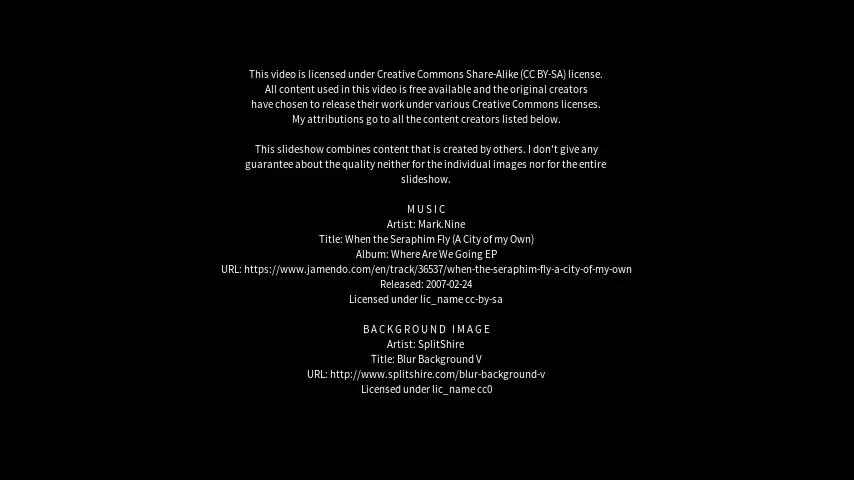 This video is licensed under Creative Commons Share-Alike (CC BY-SA) license.
All content used in this video is free available and the original creators
have chosen to release their work under various Creative Commons licenses.
My attributions go to all the content creators listed below.
This slideshow combines content that is created by others. I don't give any
guarantee about the quality neither for the individual images nor for the entire
slideshow.
MUSIC
Artist: Mark.Nine
Title: When the Seraphim Fly (A City of my Own)
Album: Where Are We Going EP
URL: https://www.jamendo.com/en/track/36537/when-the-seraphim-fly-a-city-of-my-own
Released: 2007-02-24
Licensed under lic_name cc-by-sa
BACKGROUND IMAGE
Artist: SplitShire
Title: Blur Background V
URL: http://www.splitshire.com/blur-background-v
Licensed under lic_name cc0